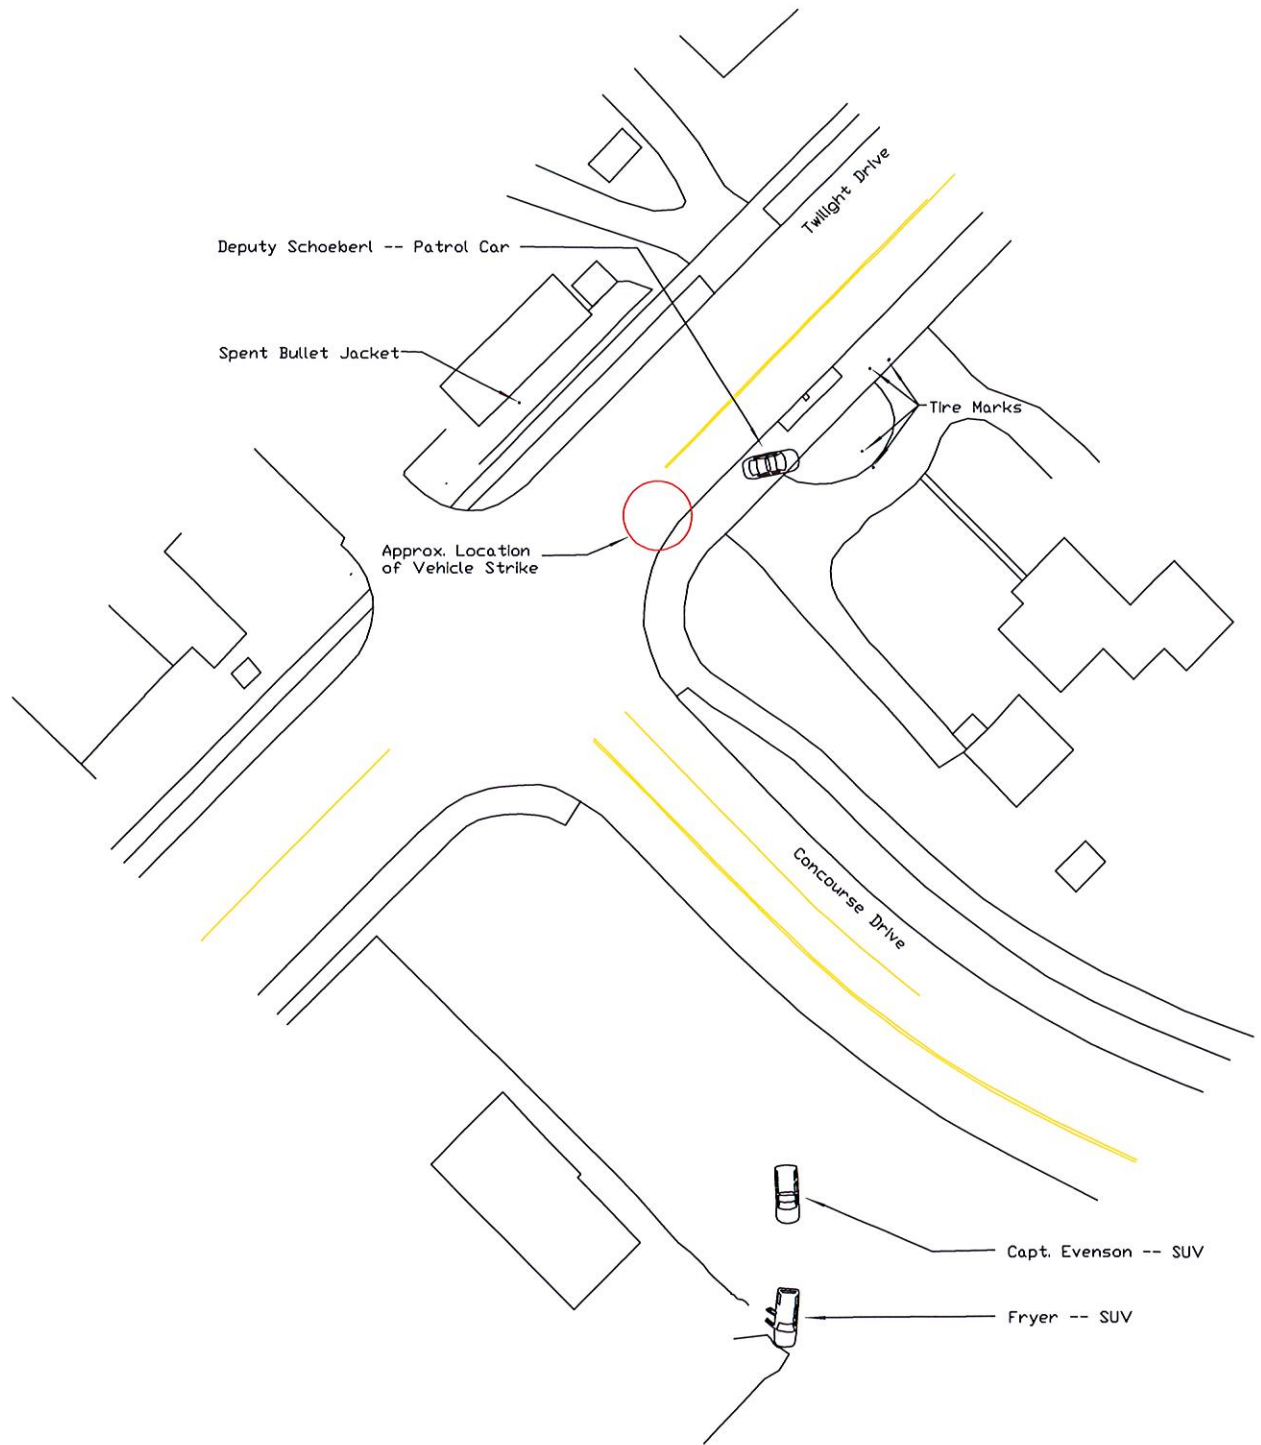 Twilight Drive
Deputy Schoeberl -- Patrol Car
Spent Bullet Jacket
Tire Marks
Approx. Location
of Vehicle Strike
Concourse Drive
Capt. Evenson -- SUV
Fryer -- SUV